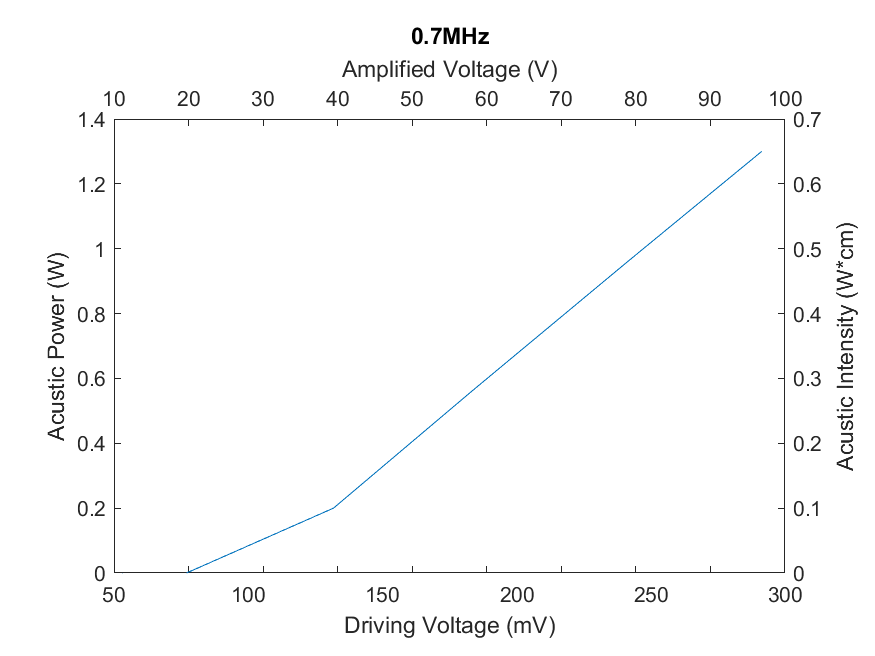 0.7MHz
Amplified Voltage (V)
10 20 30 40 50 60 70 80 90 100
1.4 0.7
1.2 0.6
1 0.5
0.8 0.4
0.6 0.3
0.4 0.2
0.2 0.1
0 0
Acustic Power (W)
Acustic Intensity (W*cm)
50 100 150 200 250 300
Driving Voltage (mV)